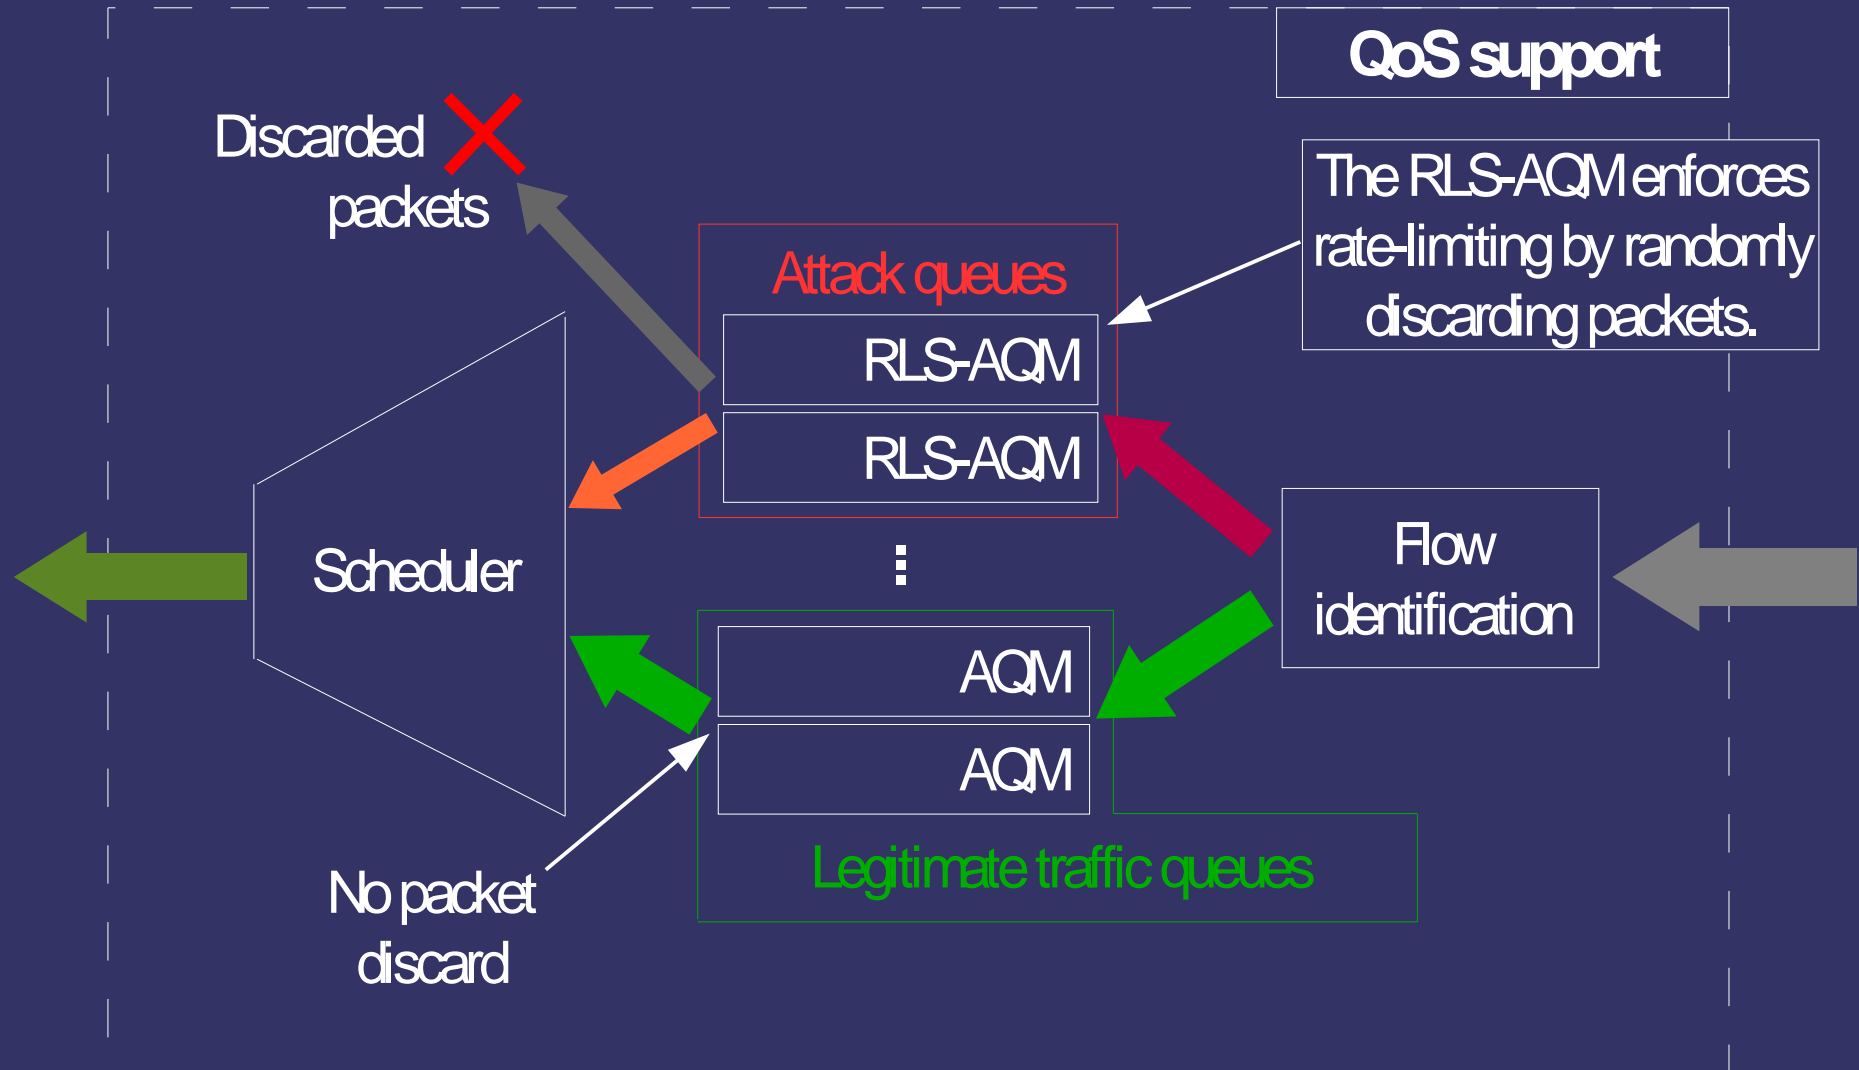 QoS support
Discarded
packets
The RLS-AQM enforces
rate-limiting by randomly
discarding packets.
Attack queues
RLS-AQM
RLS-AQM
Scheduler
Flow
identification
AQM
AQM
Legitimate traffic queues
No packet
discard